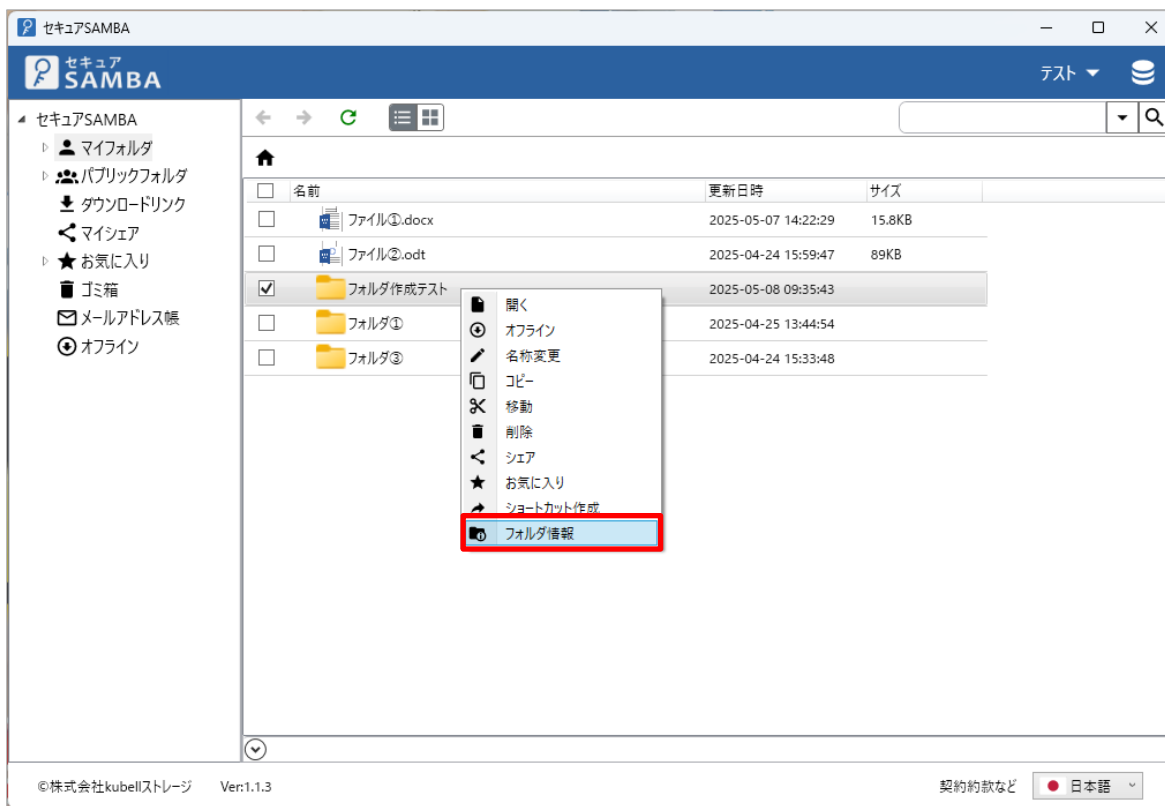 セキュアSAMBA
セキュア
SAMBA
テスト
セキュアSAMBA
マイフォルダ
パブリックフォルダ
ダウンロードリンク
マイシェア
お気に入り
ゴミ箱
メールアドレス帳
オフライン
名前 更新日時 サイズ
ファイル①.docx 2025-05-07 14:22:29 15.8KB
ファイル②.odt 2025-04-24 15:59:47 89KB
フォルダ作成テスト 2025-05-08 09:35:43
フォルダ① 2025-04-25 13:44:54
フォルダ③ 2025-04-24 15:33:48
開く
オフライン
名称変更
コピー
移動
削除
シェア
お気に入り
ショートカット作成
フォルダ情報
©株式会社kubellストレージ Ver:1.1.3 契約約款など 日本語